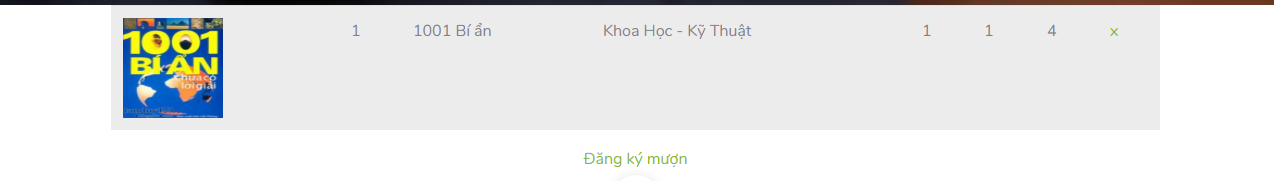 1001
BÍ ẨN
chưa có
lời giải
1 1001 Bí ẩn Khoa Học - Kỹ Thuật 1 1 4 x
Đăng ký mượn